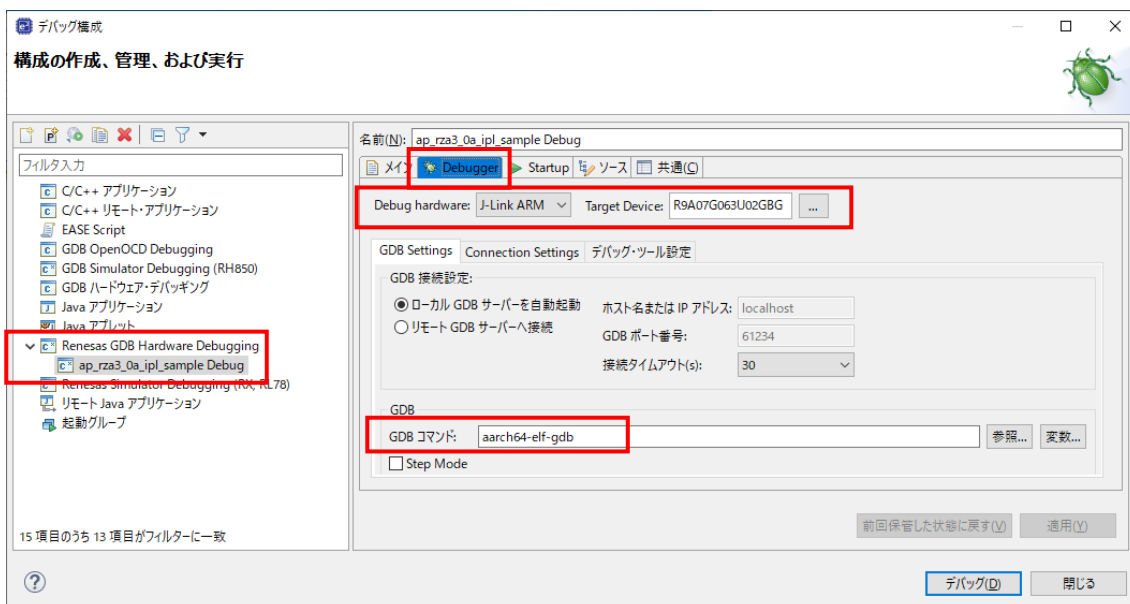 デバッグ構成
構成の作成、管理、および実行
フィルタ入力
C/C++ アプリケーション
C/C++ リモート・アプリケーション
EASE Script
GDB OpenOCD Debugging
GDB Simulator Debugging (RH850)
GDB ハードウェア・デバッギング
Java アプリケーション
Java アプレット
Renesas GDB Hardware Debugging
ap_rza3_0a_ipl_sample Debug
Renesas Simulator Debugging (RX, RL78)
リモート Java アプリケーション
起動グループ
15 項目のうち 13 項目がフィルターに一致
名前(N): ap_rza3_0a_ipl_sample Debug
メイン Debugger Startup ソース 共通(C)
Debug hardware: J-Link ARM Target Device: R9A07G063U02GBG ...
GDB Settings Connection Settings デバッグ・ツール設定
GDB 接続設定:
ローカル GDB サーバーを自動起動 ホスト名または IP アドレス: localhost
リモート GDB サーバーへ接続 GDB ポート番号: 61234
接続タイムアウト(s): 30
GDB
GDB コマンド: aarch64-elf-gdb 参照... 変数...
Step Mode
前回保管した状態に戻す(V) 適用(Y)
デバッグ(D) 閉じる